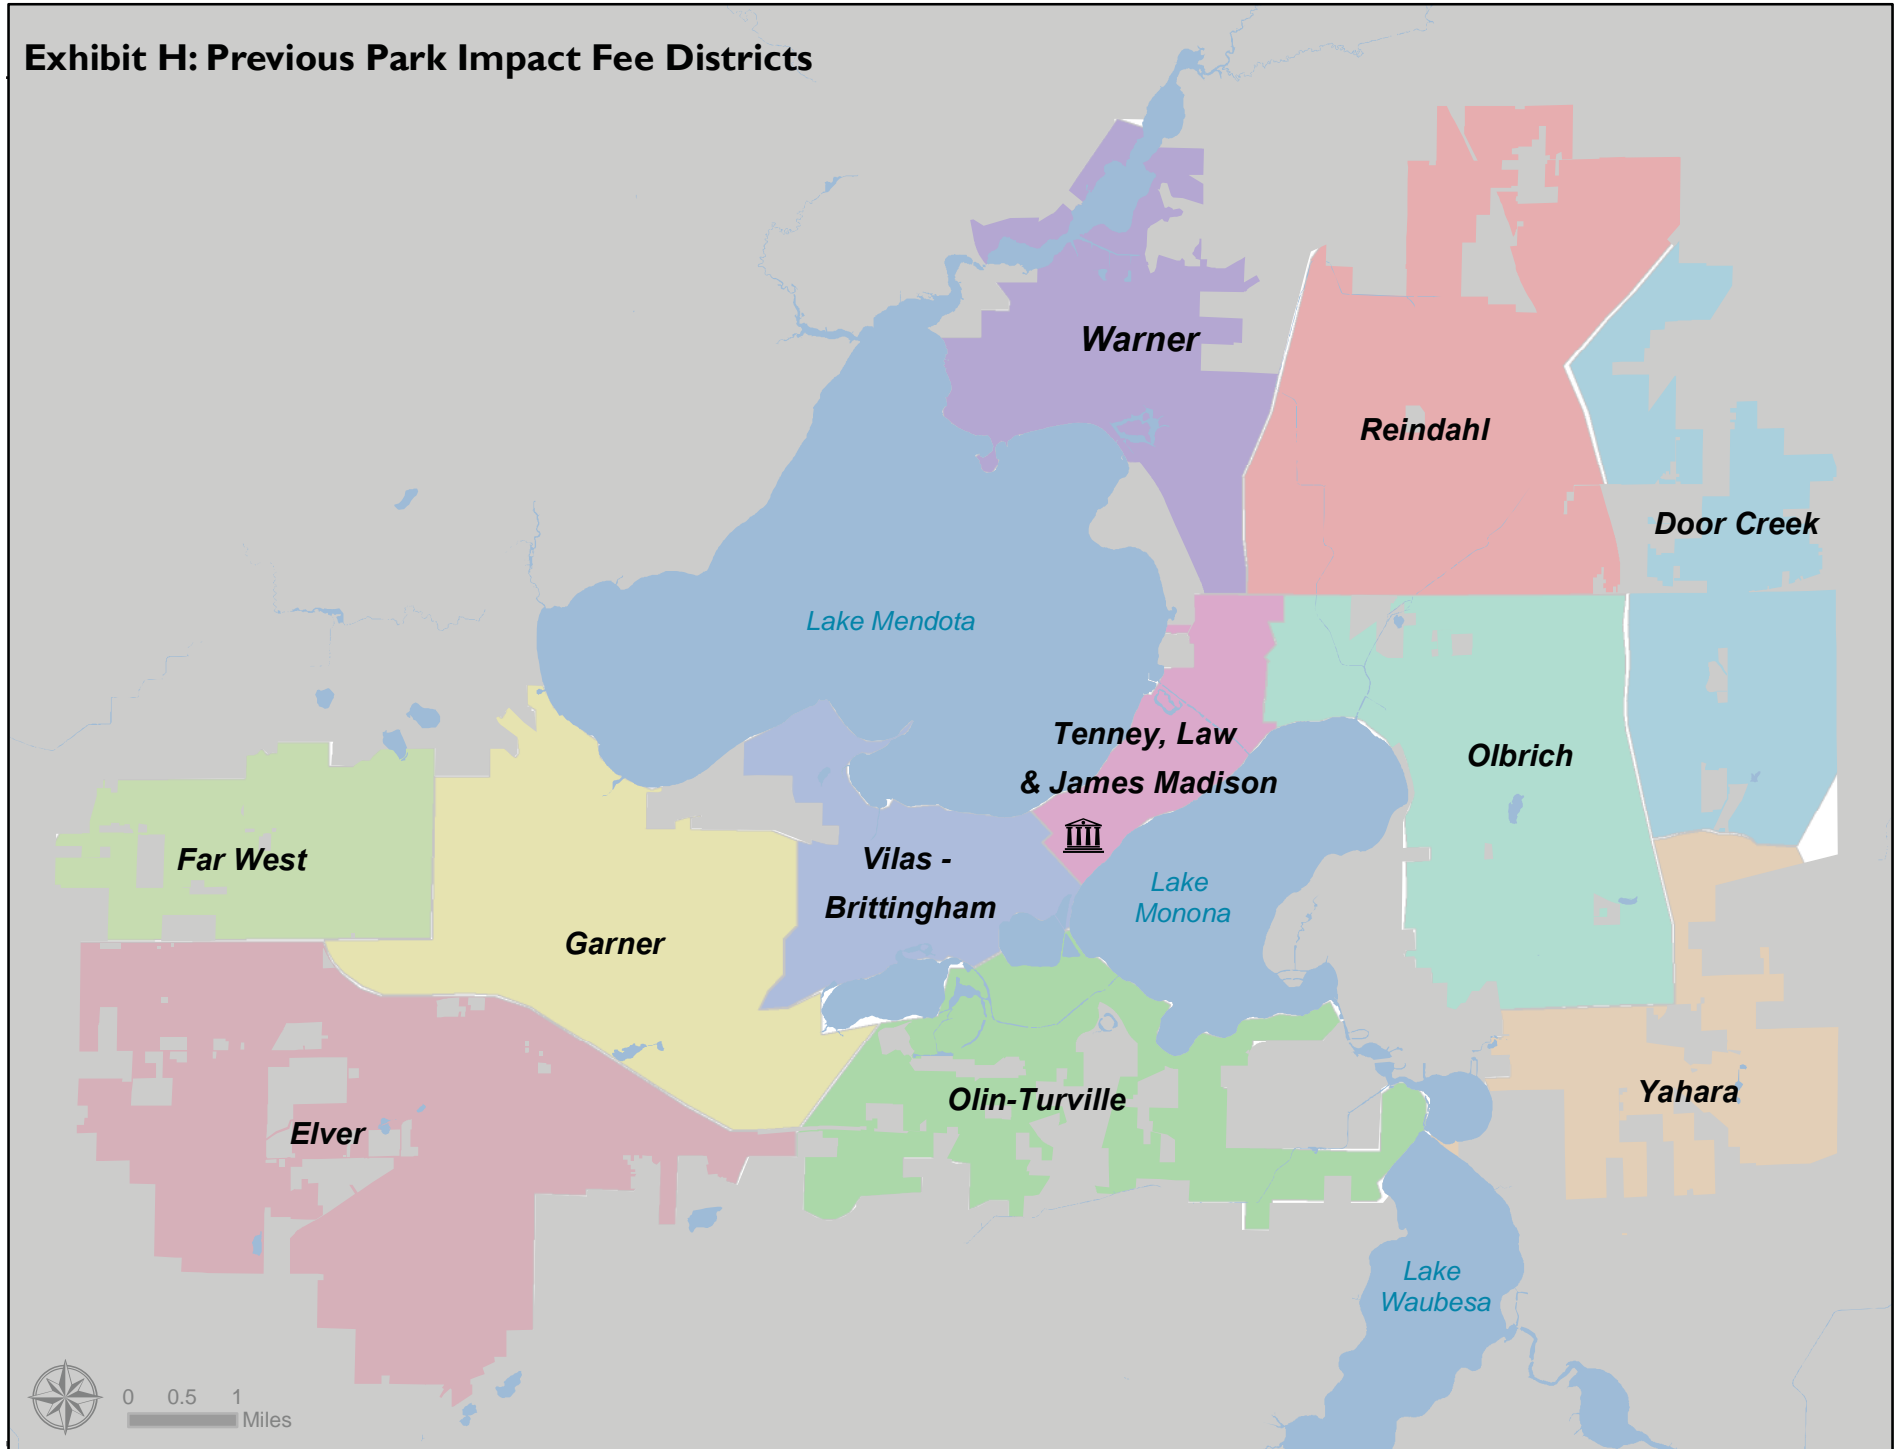 Exhibit H: Previous Park Impact Fee Districts
Warner
Reindahl
Door Creek
Lake Mendota
Tenney, Law
& James Madison
Olbrich
Far West
Vilas -
Brittingham
Lake
Monona
Garner
Olin-Turville
Yahara
Elver
Lake
Waubesa
0 0.5 1
Miles